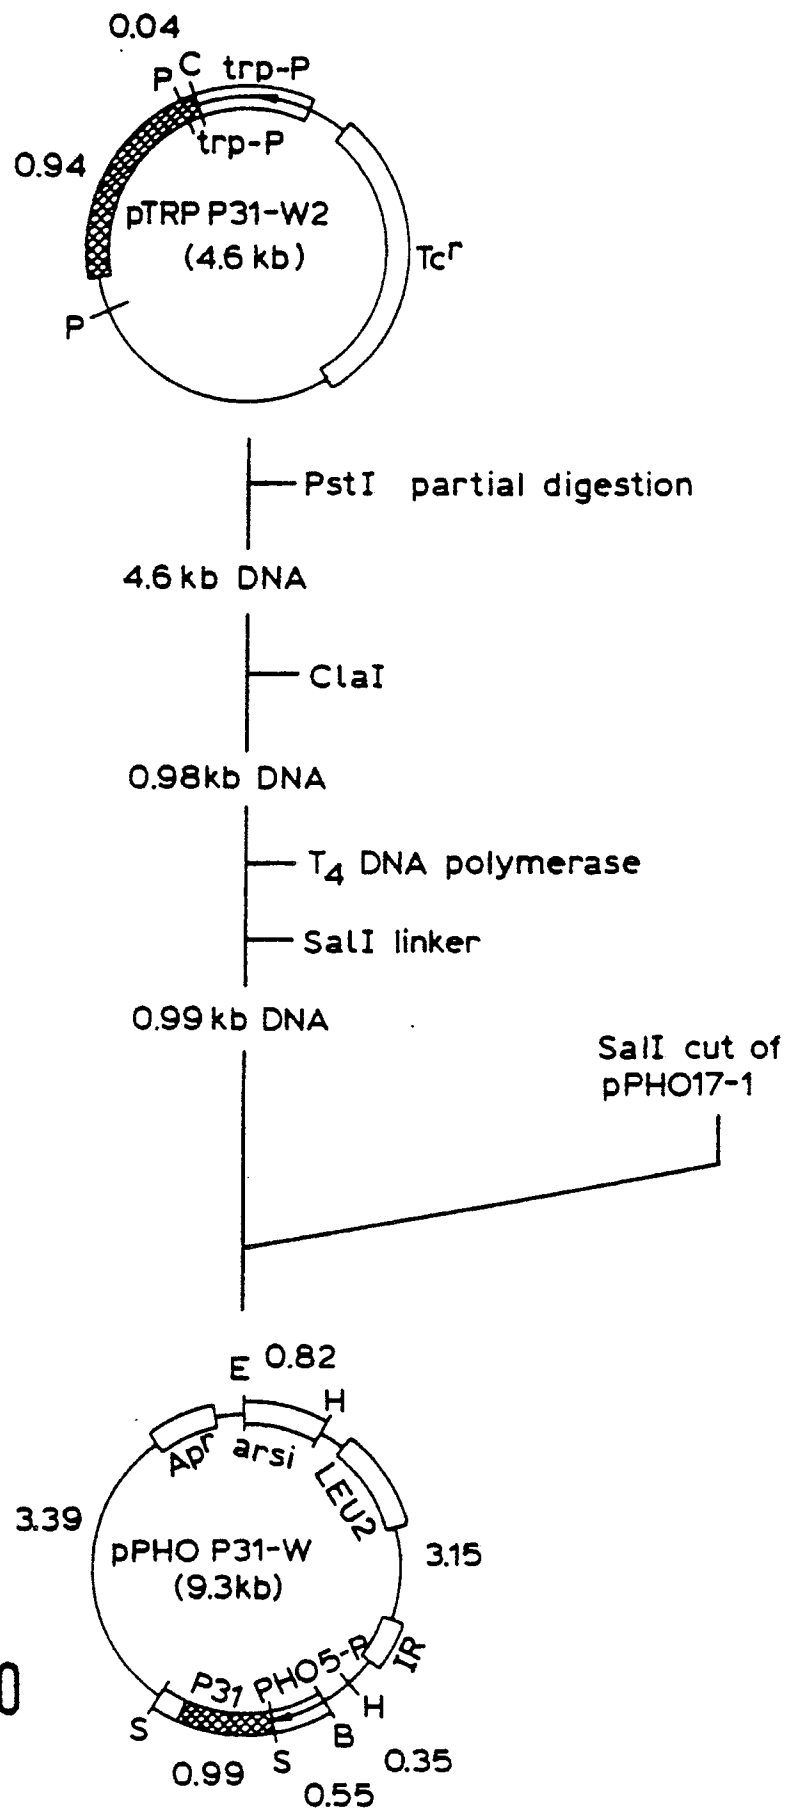 0.04
P C trp-P
trp-P
0.94
pTRP P31-W2
(4.6 kb)
Tcr
P
PstI partial digestion
4.6 kb DNA
ClaI
0.98kb DNA
T4 DNA polymerase
SalI linker
0.99 kb DNA
SalI cut of
pPHO17-1
E 0.82
H
Apr arsi
LEU2
3.39
pPHO P31-W
(9.3kb)
3.15
IR
P31 PHO5-P
S
S
B
H
0.99
0.55
0.35